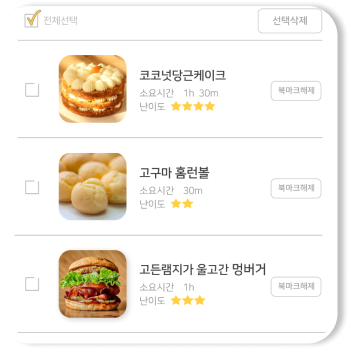 전체선택
선택삭제
코코넛당근케이크
소요시간 1h 30m
난이도
북마크해제
고구마 홈런볼
소요시간 30m
난이도
북마크해제
고든램지가 울고간 멍버거
소요시간 1h
난이도
북마크해제